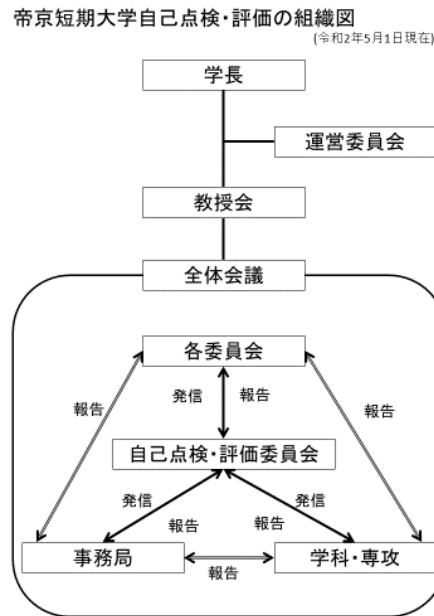 帝京短期大学自己点検・評価の組織図
(令和2年5月1日現在)
学長
運営委員会
教授会
全体会議
各委員会
報告
発信
報告
報告
自己点検・評価委員会
発信
発信
報告
報告
事務局
報告
学科・専攻